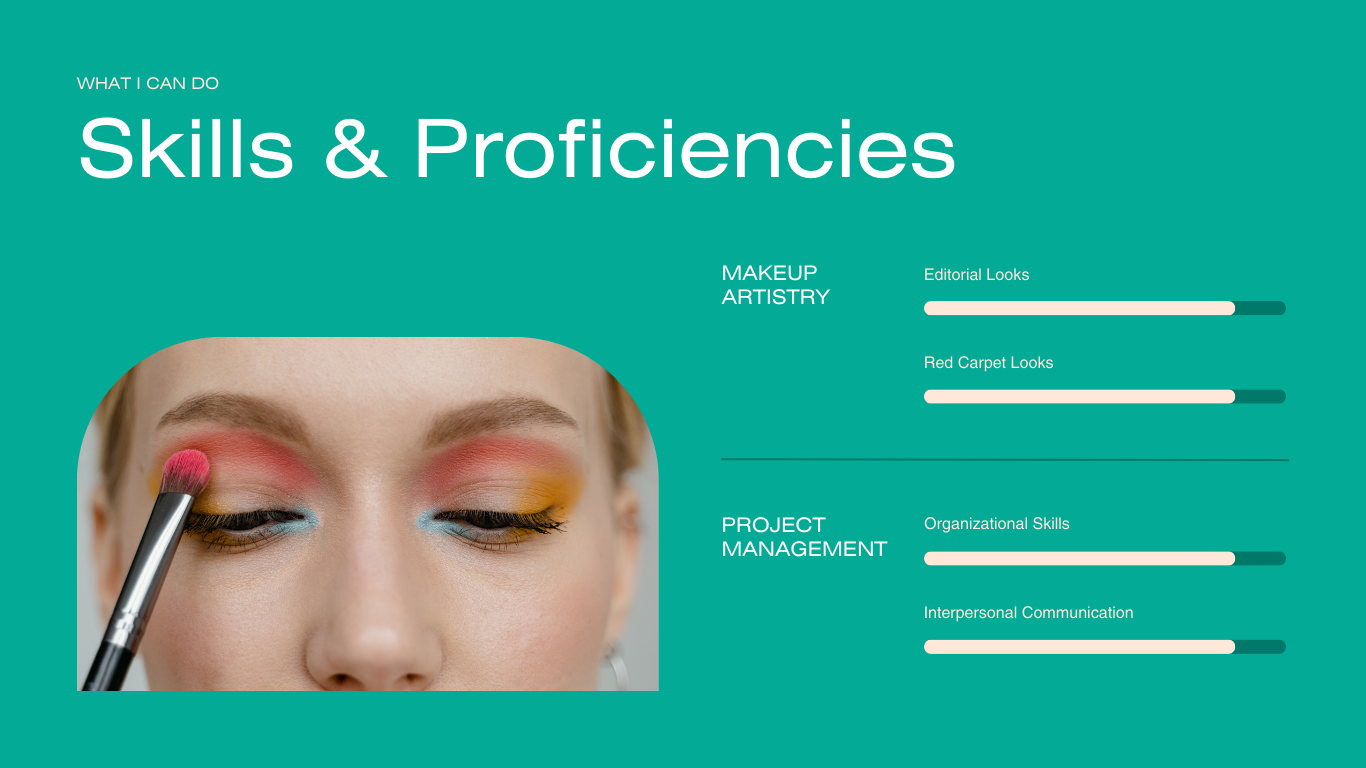 WHAT I CAN DO
Skills & Proficiencies
MAKEUP
ARTISTRY
Editorial Looks
Red Carpet Looks
PROJECT
MANAGEMENT
Organizational Skills
Interpersonal Communication